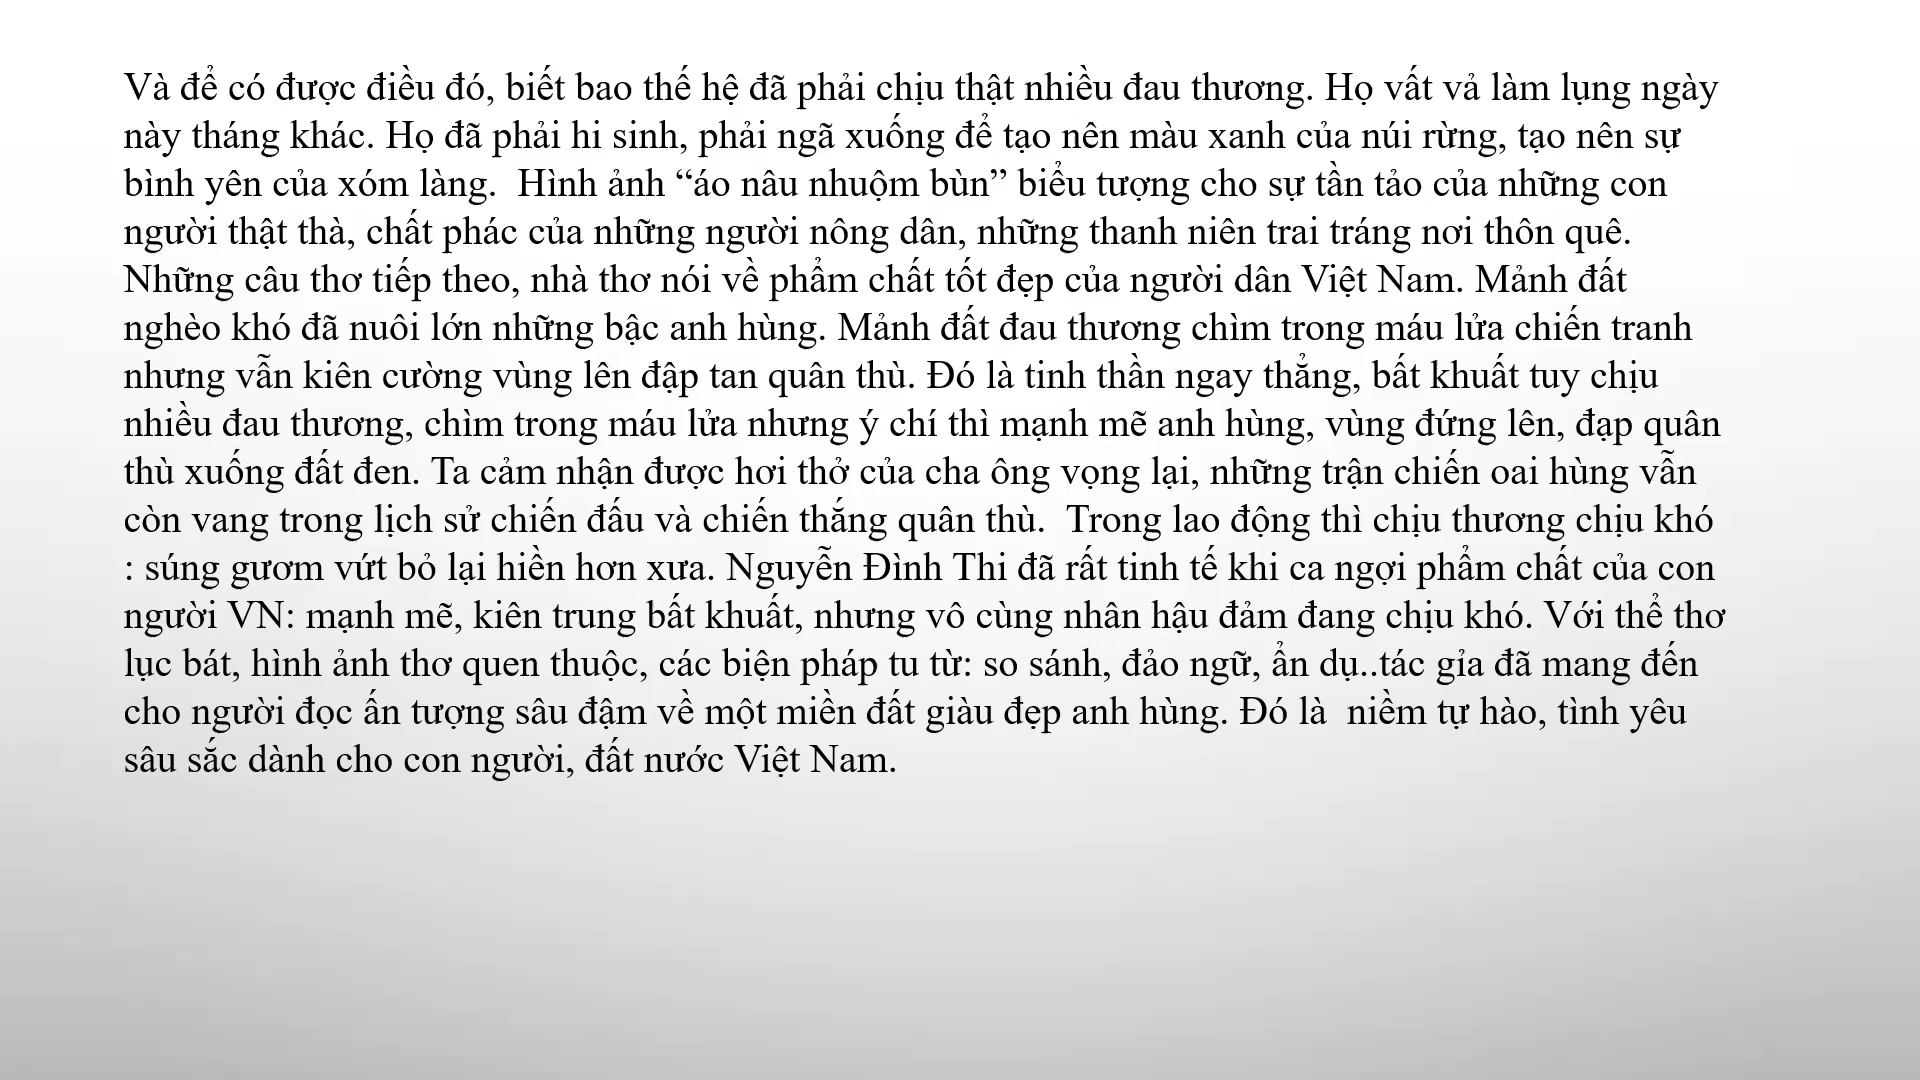 Và để có được điều đó, biết bao thế hệ đã phải chịu thật nhiều đau thương. Họ vất vả làm lụng ngày
này tháng khác. Họ đã phải hi sinh, phải ngã xuống để tạo nên màu xanh của núi rừng, tạo nên sự
bình yên của xóm làng.  Hình ảnh “áo nâu nhuộm bùn” biểu tượng cho sự tần tảo của những con
người thật thà, chất phác của những người nông dân, những thanh niên trai tráng nơi thôn quê.
Những câu thơ tiếp theo, nhà thơ nói về phẩm chất tốt đẹp của người dân Việt Nam. Mảnh đất
nghèo khó đã nuôi lớn những bậc anh hùng. Mảnh đất đau thương chìm trong máu lửa chiến tranh
nhưng vẫn kiên cường vùng lên đập tan quân thù. Đó là tinh thần ngay thẳng, bất khuất tuy chịu
nhiều đau thương, chìm trong máu lửa nhưng ý chí thì mạnh mẽ anh hùng, vùng đứng lên, đạp quân
thù xuống đất đen. Ta cảm nhận được hơi thở của cha ông vọng lại, những trận chiến oai hùng vẫn
còn vang trong lịch sử chiến đấu và chiến thắng quân thù.  Trong lao động thì chịu thương chịu khó
: súng gươm vứt bỏ lại hiền hơn xưa. Nguyễn Đình Thi đã rất tinh tế khi ca ngợi phẩm chất của con
người VN: mạnh mẽ, kiên trung bất khuất, nhưng vô cùng nhân hậu đảm đang chịu khó. Với thể thơ
lục bát, hình ảnh thơ quen thuộc, các biện pháp tu từ: so sánh, đảo ngữ, ẩn dụ..tác gỉa đã mang đến
cho người đọc ấn tượng sâu đậm về một miền đất giàu đẹp anh hùng. Đó là  niềm tự hào, tình yêu
sâu sắc dành cho con người, đất nước Việt Nam.